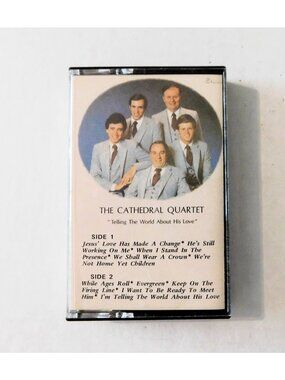 THE CATHEDRAL QUARTET
"Telling The World About His Love"
SIDE 1
Jesus' Love Has Made A Change* He's Still
Working On Me* When I Stand In The
Presence* We Shall Wear A Crown* We're
Not Home Yet Children
SIDE 2
While Ages Roll* Evergreen* Keep On The
Firing Line* I Want To Be Ready To Meet
Him* I'm Telling The World About His Love